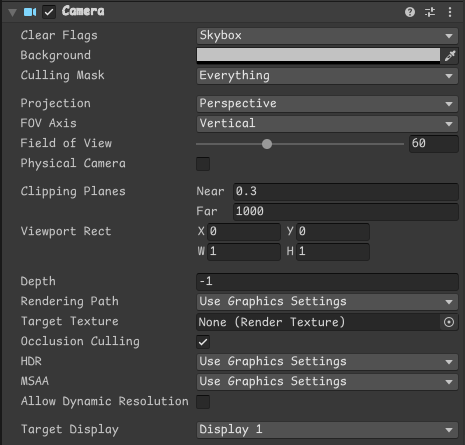 Camera
Clear Flags Skybox
Background
Culling Mask Everything
Projection Perspective
FOV Axis Vertical
Field of View 60
Physical Camera
Clipping Planes Near 0.3
Far 1000
Viewport Rect X 0 Y 0
W 1 H 1
Depth -1
Rendering Path Use Graphics Settings
Target Texture None (Render Texture)
Occlusion Culling
HDR Use Graphics Settings
MSAA Use Graphics Settings
Allow Dynamic Resolution
Target Display Display 1